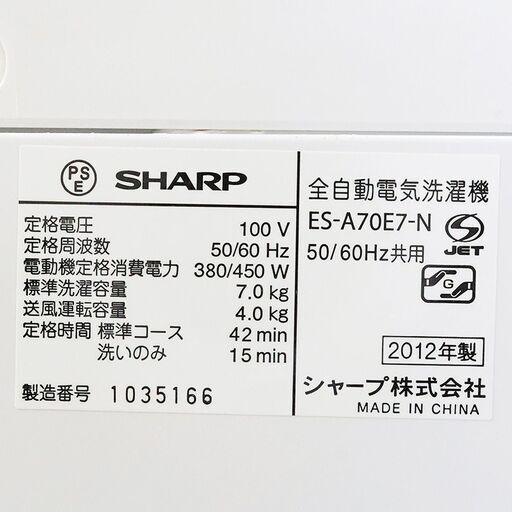 PS E SHARP
定格電圧 100 V
定格周波数 50/60 Hz
電動機定格消費電力 380/450 W
標準洗濯容量 7.0 kg
送風運転容量 4.0 kg
定格時間 標準コース 42 min
洗いのみ 15 min
製造番号 1035166
全自動電気洗濯機
ES-A70E7-N
S JET
50/60Hz共用
G
2012年製
シャープ株式会社
MADE IN CHINA